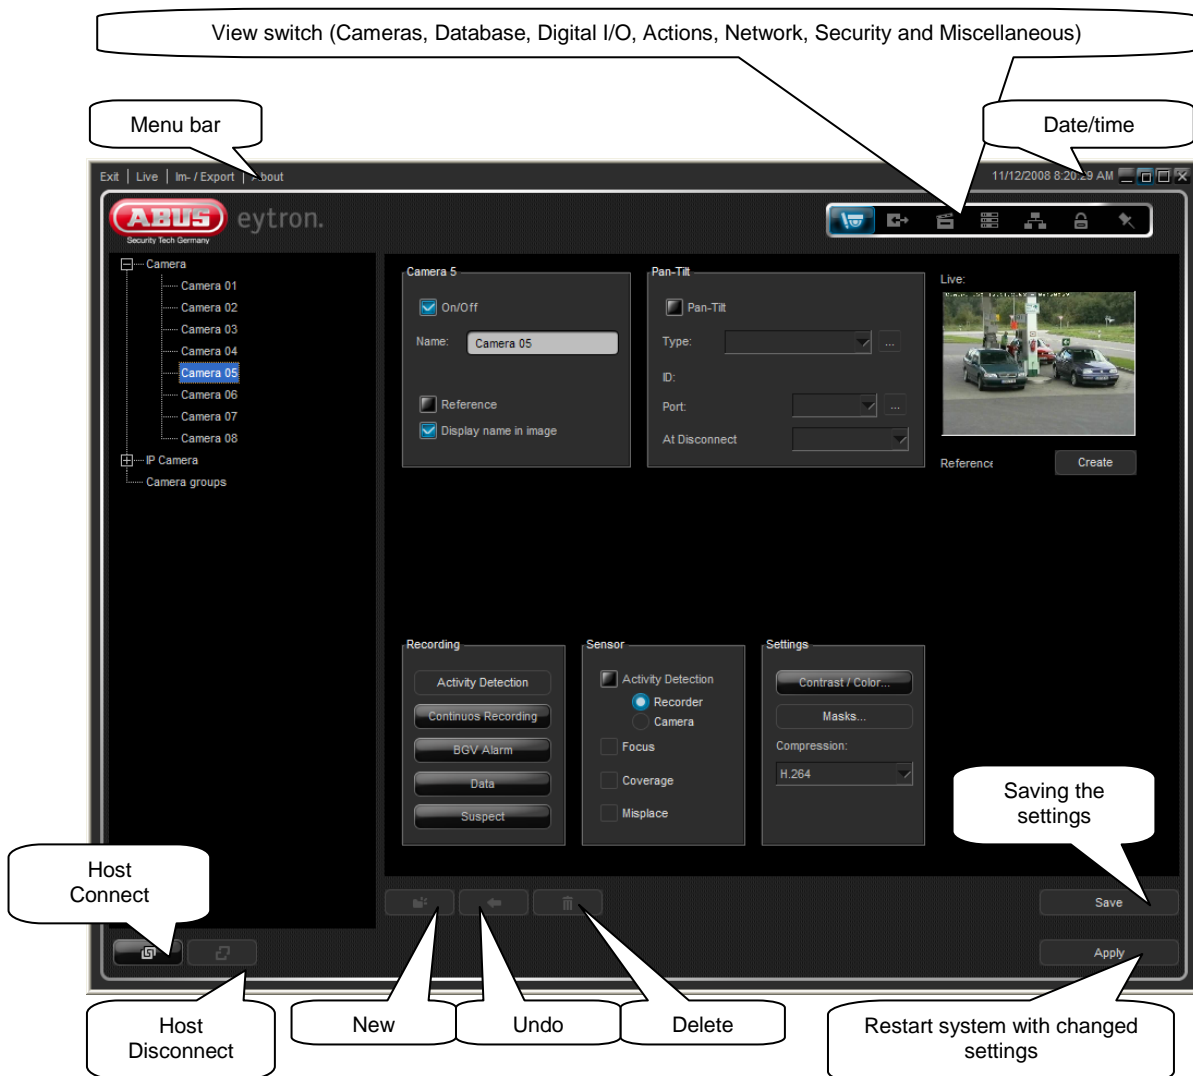 View switch (Cameras, Database, Digital I/O, Actions, Network, Security and Miscellaneous)
Menu bar
Date/time
Exit | Live | Im- / Export | About
11/12/2008 8:20:29 AM
ABUS
Security Tech Germany
eytron.
Camera
Camera 01
Camera 02
Camera 03
Camera 04
Camera 05
Camera 06
Camera 07
Camera 08
IP Camera
Camera groups
Camera 5
On/Off
Name: Camera 05
Reference
Display name in image
Pan-Tilt
Pan-Tilt
Type: ...
ID:
Port: ...
At Disconnect
Live:
Reference
Create
Recording
Activity Detection
Continuos Recording
BGV Alarm
Data
Suspect
Sensor
Activity Detection
Recorder
Camera
Focus
Coverage
Misplace
Settings
Contrast / Color...
Masks...
Compression:
H.264
Saving the
settings
Host
Connect
Save
Apply
Host
Disconnect
New
Undo
Delete
Restart system with changed
settings